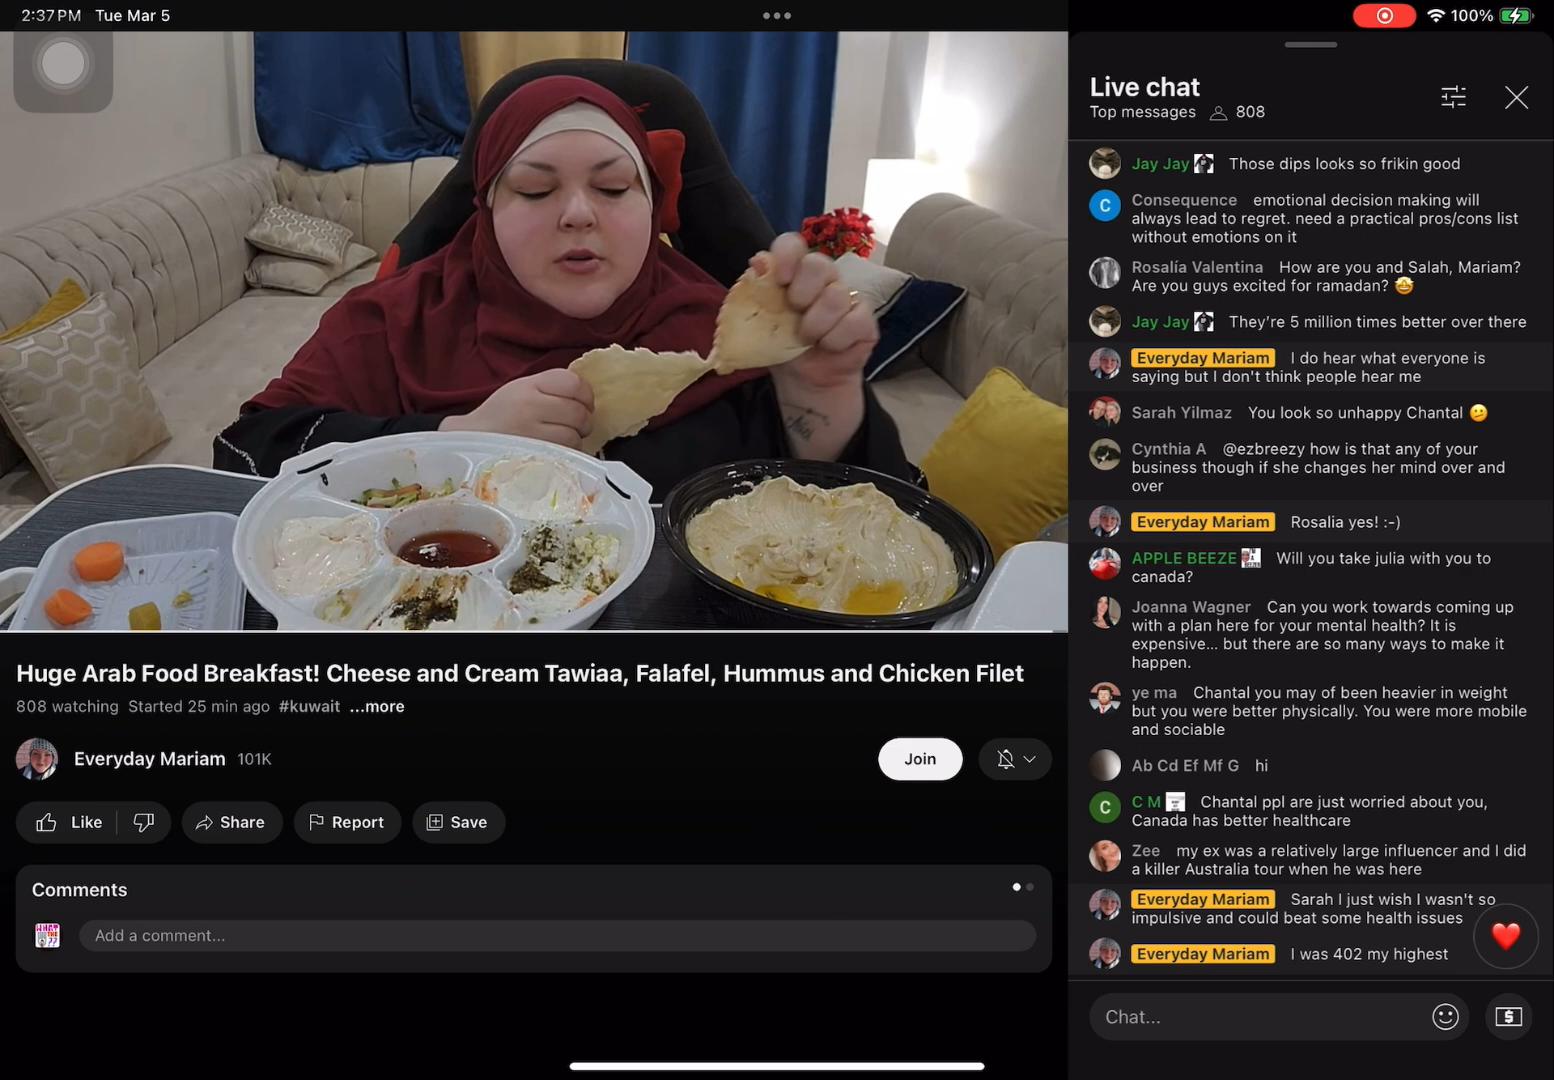 2:37 PM Tue Mar 5
100%
Live chat
Top messages 808
Jay Jay Those dips looks so frikin good
C Consequence emotional decision making will
always lead to regret. need a practical pros/cons list
without emotions on it
Rosalía Valentina How are you and Salah, Mariam?
Are you guys excited for ramadan? 🤩
Jay Jay They're 5 million times better over there
Everyday Mariam I do hear what everyone is
saying but I don't think people hear me
Sarah Yilmaz You look so unhappy Chantal 🫤
Cynthia A @ezbreezy how is that any of your
business though if she changes her mind over and
over
Everyday Mariam Rosalia yes! :-)
APPLE BEEZE Will you take julia with you to
canada?
Joanna Wagner Can you work towards coming up
with a plan here for your mental health? It is
expensive... but there are so many ways to make it
happen.
ye ma Chantal you may of been heavier in weight
but you were better physically. You were more mobile
and sociable
Ab Cd Ef Mf G hi
C C M Chantal ppl are just worried about you,
Canada has better healthcare
Zee my ex was a relatively large influencer and I did
a killer Australia tour when he was here
Everyday Mariam Sarah I just wish I wasn't so
impulsive and could beat some health issues
Everyday Mariam I was 402 my highest
Chat...
Huge Arab Food Breakfast! Cheese and Cream Tawiaa, Falafel, Hummus and Chicken Filet
808 watching Started 25 min ago #kuwait ...more
Everyday Mariam 101K
Join
Like
Share
Report
Save
Comments
Add a comment...